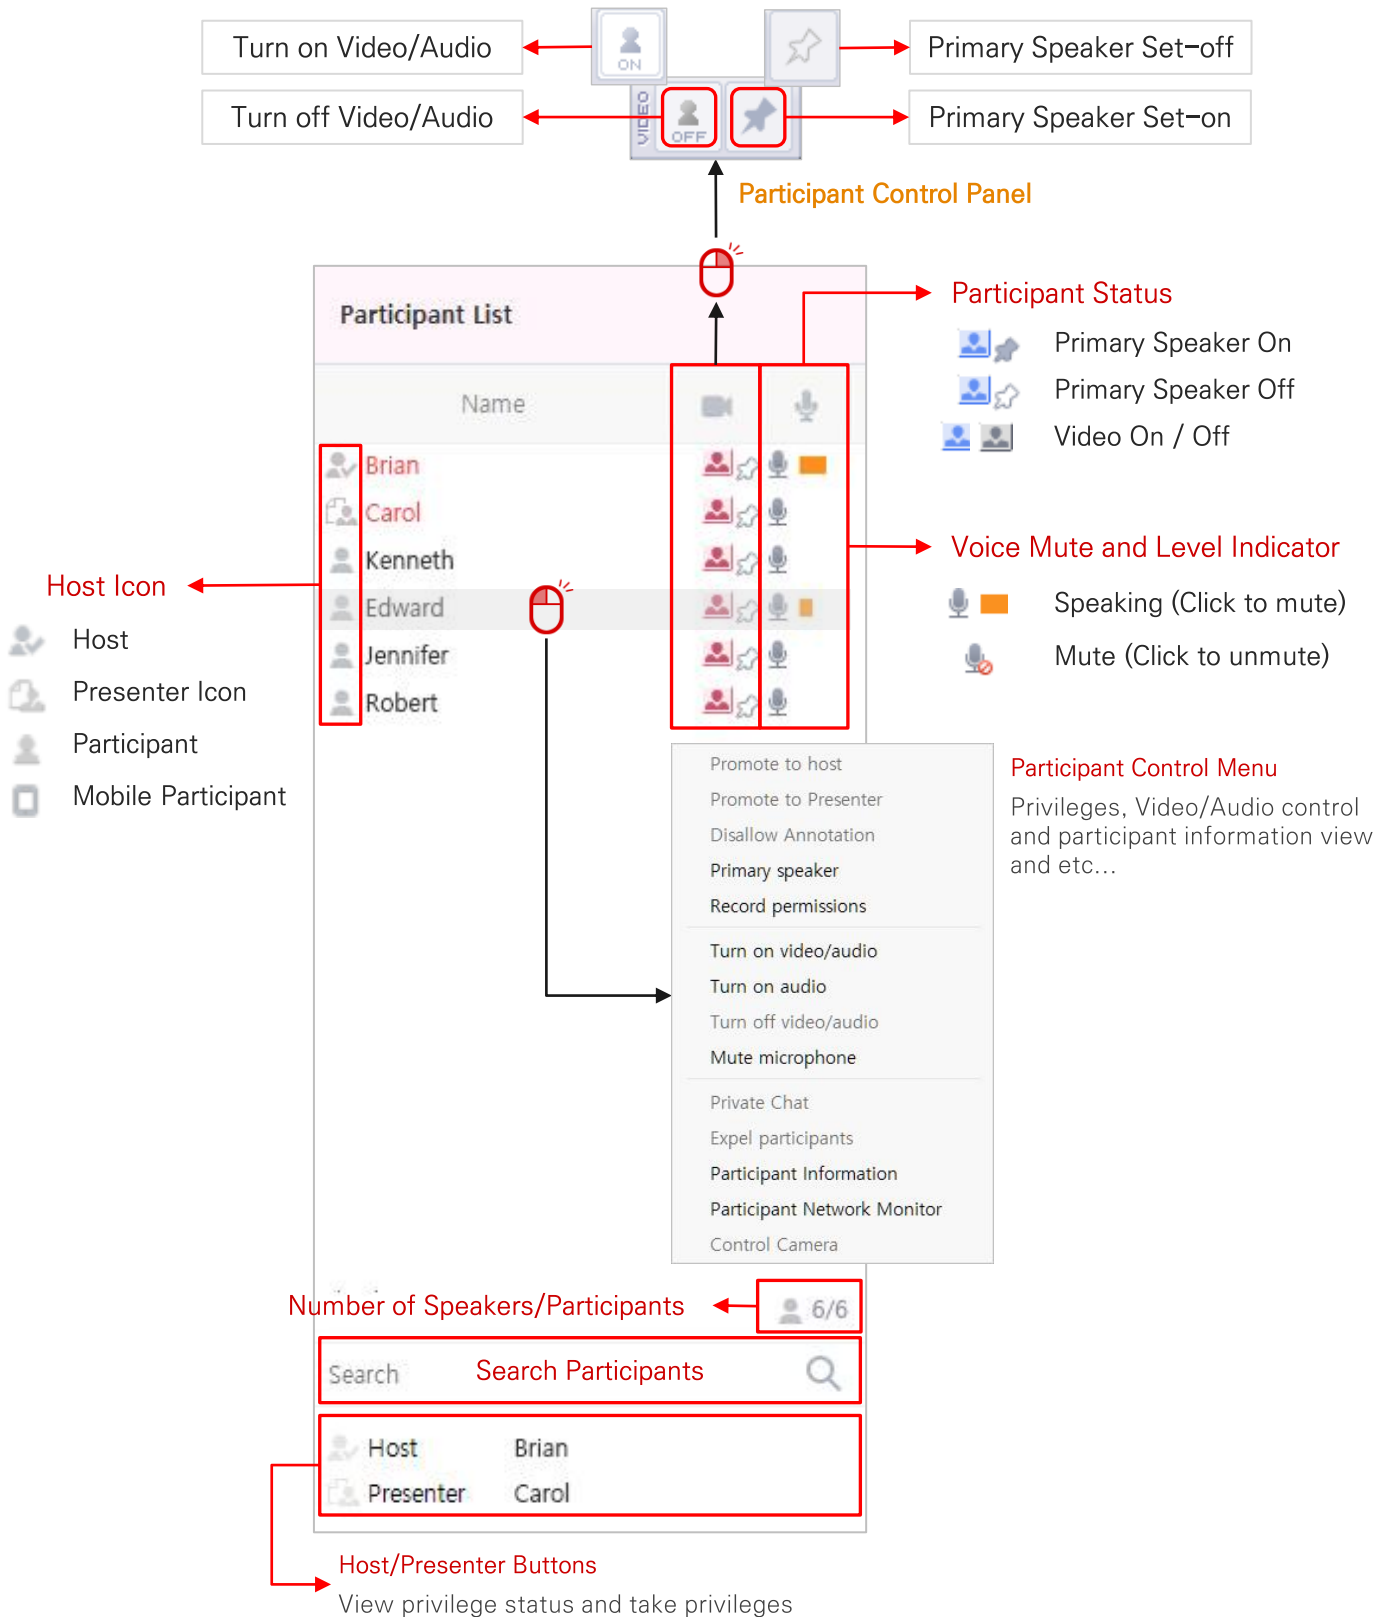 Turn on Video/Audio
ON
Primary Speaker Set-off
Turn off Video/Audio
VIDEO
OFF
Primary Speaker Set-on
Participant Control Panel
Participant List
Participant Status
Primary Speaker On
Primary Speaker Off
Video On / Off
Name
Brian
Carol
Kenneth
Edward
Jennifer
Robert
Voice Mute and Level Indicator
Speaking (Click to mute)
Mute (Click to unmute)
Host Icon
Host
Presenter Icon
Participant
Mobile Participant
Promote to host
Promote to Presenter
Disallow Annotation
Primary speaker
Record permissions
Turn on video/audio
Turn on audio
Turn off video/audio
Mute microphone
Private Chat
Expel participants
Participant Information
Participant Network Monitor
Control Camera
Participant Control Menu
Privileges, Video/Audio control
and participant information view
and etc...
Number of Speakers/Participants
6/6
Search
Search Participants
Host Brian
Presenter Carol
Host/Presenter Buttons
View privilege status and take privileges